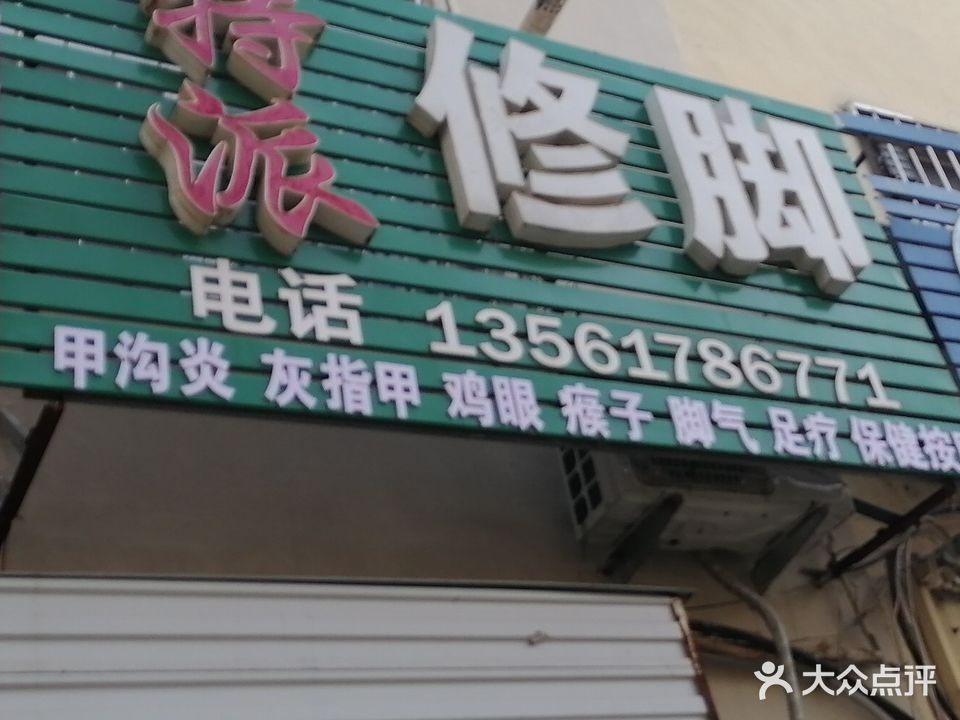 特派
修脚
电话 13561786771
甲沟炎 灰指甲 鸡眼 瘊子 脚气 足疗 保健按
大众点评